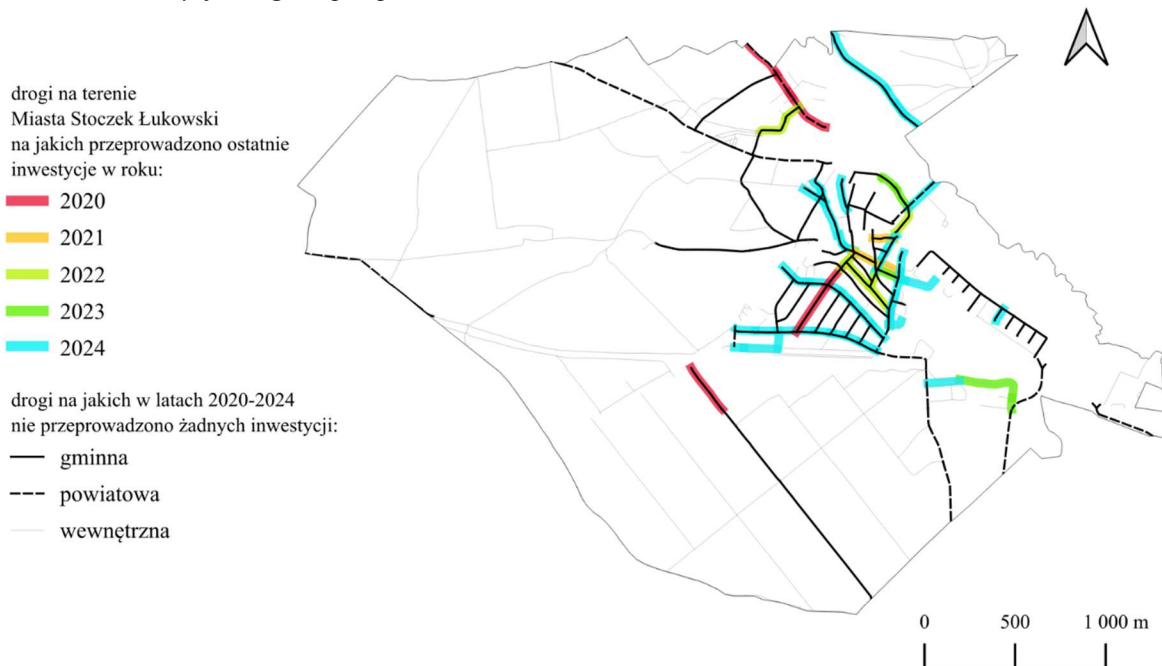 drogi na terenie
Miasta Stoczek Łukowski
na jakich przeprowadzono ostatnie
inwestycje w roku:
2020
2021
2022
2023
2024
drogi na jakich w latach 2020-2024
nie przeprowadzono żadnych inwestycji:
gminna
powiatowa
wewnętrzna
0 500 1 000 m